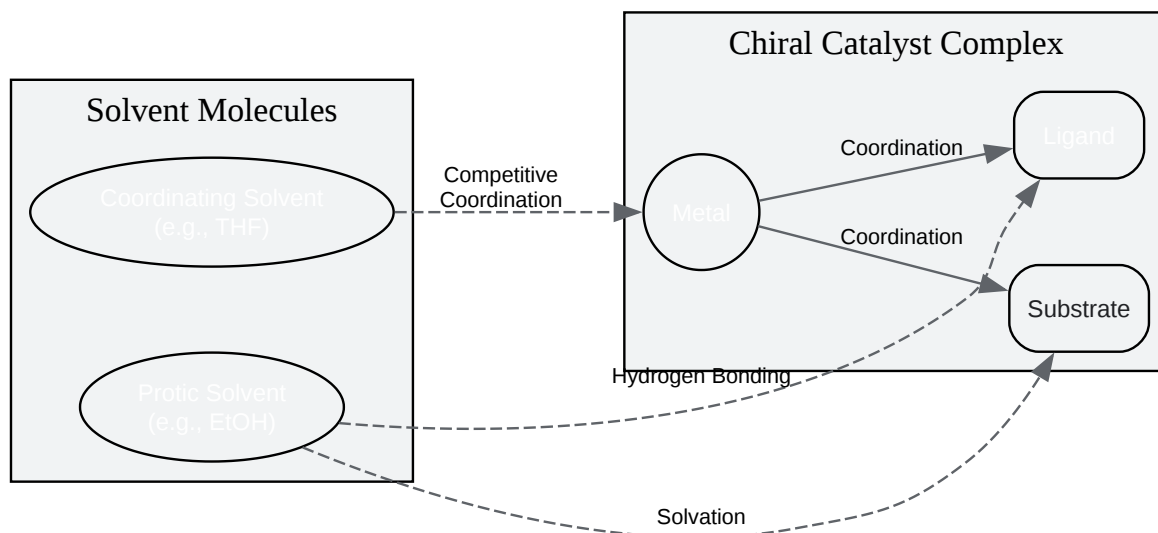 Chiral Catalyst Complex
Solvent Molecules
Coordinating Solvent
(e.g., THF)
Competitive
Coordination
Metal
Coordination
Ligand
Coordination
Substrate
Protic Solvent
(e.g., EtOH)
Hydrogen Bonding
Solvation